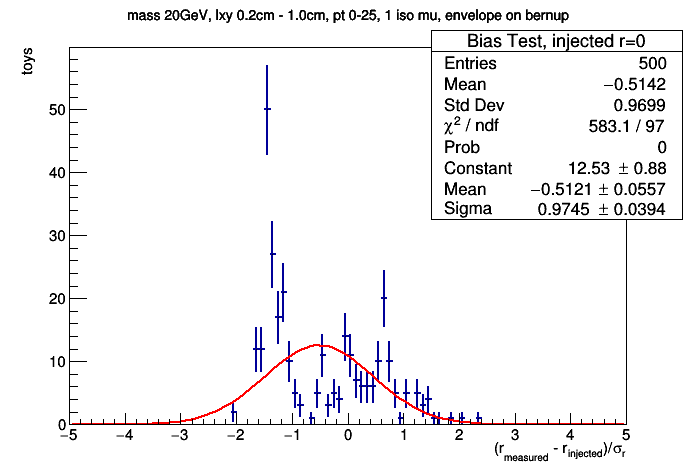 mass 20GeV, lxy 0.2cm - 1.0cm, pt 0-25, 1 iso mu, envelope on bernup
toys
Bias Test, injected r=0
Entries 500
Mean −0.5142
Std Dev 0.9699
χ² / ndf 583.1 / 97
Prob 0
Constant 12.53 ± 0.88
Mean −0.5121 ± 0.0557
Sigma 0.9745 ± 0.0394
50
40
30
20
10
0
−5 −4 −3 −2 −1 0 1 2 3 4 5
(r_measured - r_injected)/σ_r